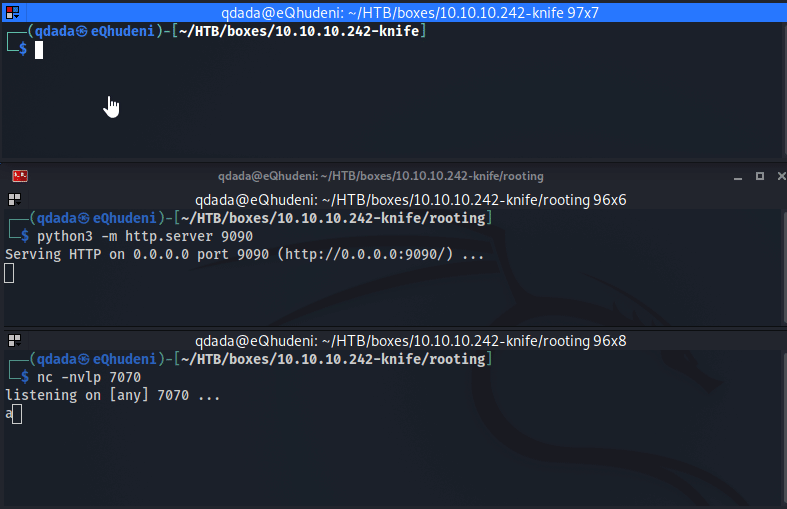 qdada@eQhudeni: ~/HTB/boxes/10.10.10.242-knife 97x7
┌──(qdada㉿eQhudeni)-[~/HTB/boxes/10.10.10.242-knife]
└─$
qdada@eQhudeni: ~/HTB/boxes/10.10.10.242-knife/rooting
qdada@eQhudeni: ~/HTB/boxes/10.10.10.242-knife/rooting 96x6
┌──(qdada㉿eQhudeni)-[~/HTB/boxes/10.10.10.242-knife/rooting]
└─$ python3 -m http.server 9090
Serving HTTP on 0.0.0.0 port 9090 (http://0.0.0.0:9090/) ...
qdada@eQhudeni: ~/HTB/boxes/10.10.10.242-knife/rooting 96x8
┌──(qdada㉿eQhudeni)-[~/HTB/boxes/10.10.10.242-knife/rooting]
└─$ nc -nvlp 7070
listening on [any] 7070 ...
a